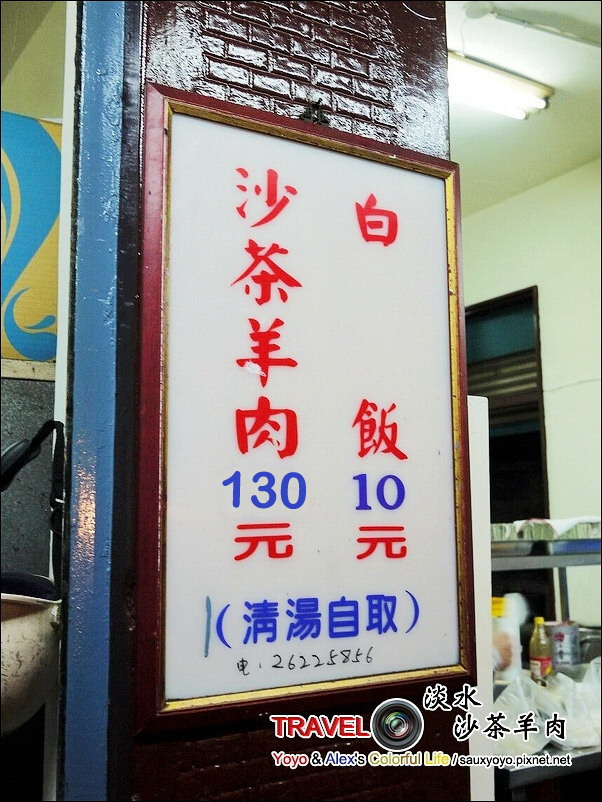 白飯10元
沙茶羊肉130元
(清湯自取)
电:26225856
淡水
TRAVEL 沙茶羊肉
Yoyo & Alex's Colorful Life / sauxyoyo.pixnet.net